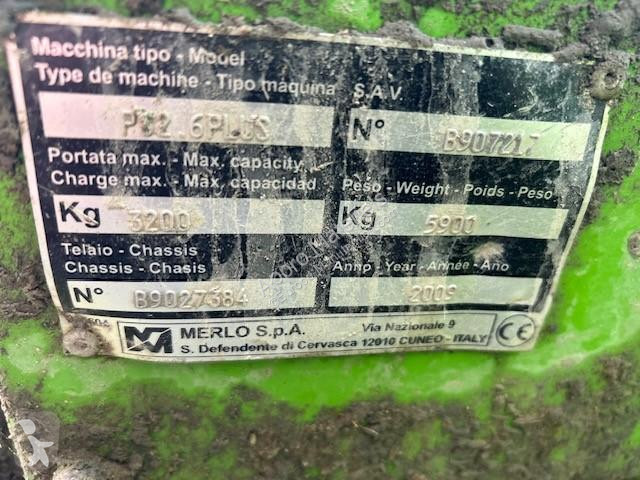 Macchina tipo - Model
Type de machine - Tipo maquina S.A.V.
P32.6PLUS N° B907217
Portata max. - Max. capacity
Charge max. - Máx. capacidad Peso - Weight - Poids - Peso
Kg 3200 Kg 5900
Telaio - Chassis
Chassis - Chasis Anno - Year - Année - Ano
N° B9027384 2009
MERLO S.p.A. Via Nazionale 9 CE
S. Defendente di Cervasca 12010 CUNEO - ITALY